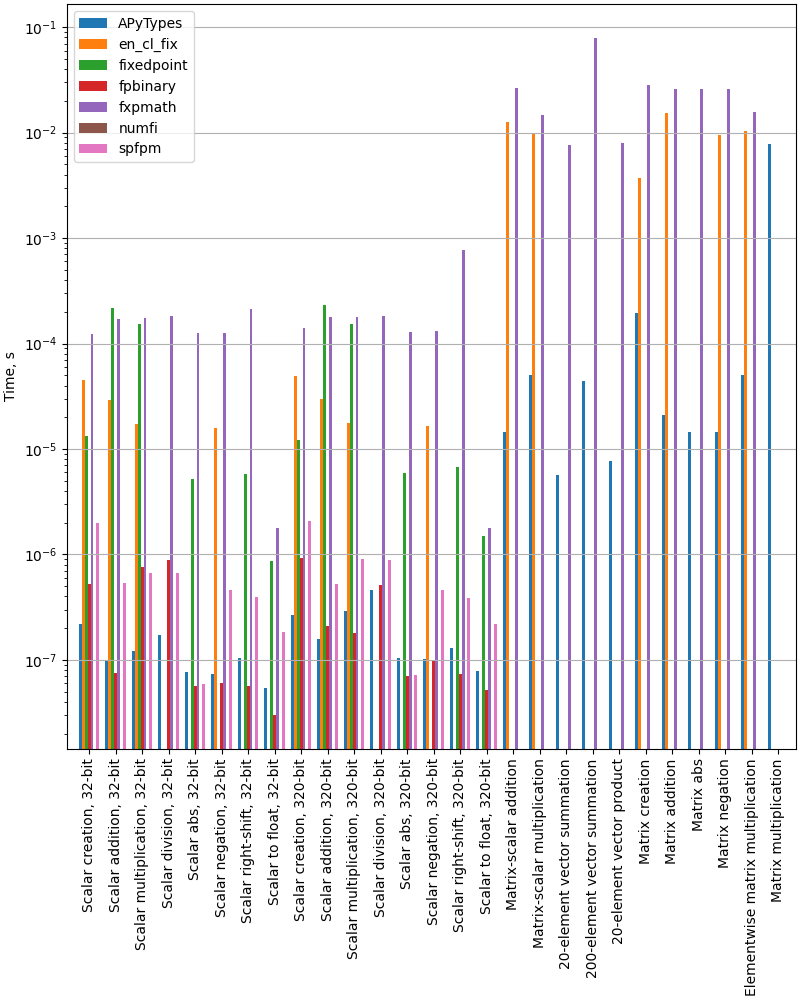 10⁻¹
10⁻²
10⁻³
10⁻⁴
10⁻⁵
10⁻⁶
10⁻⁷
Time, s
APyTypes
en_cl_fix
fixedpoint
fpbinary
fxpmath
numfi
spfpm
Scalar creation, 32-bit
Scalar addition, 32-bit
Scalar multiplication, 32-bit
Scalar division, 32-bit
Scalar abs, 32-bit
Scalar negation, 32-bit
Scalar right-shift, 32-bit
Scalar to float, 32-bit
Scalar creation, 320-bit
Scalar addition, 320-bit
Scalar multiplication, 320-bit
Scalar division, 320-bit
Scalar abs, 320-bit
Scalar negation, 320-bit
Scalar right-shift, 320-bit
Scalar to float, 320-bit
Matrix-scalar addition
Matrix-scalar multiplication
20-element vector summation
200-element vector summation
20-element vector product
Matrix creation
Matrix addition
Matrix abs
Matrix negation
Elementwise matrix multiplication
Matrix multiplication